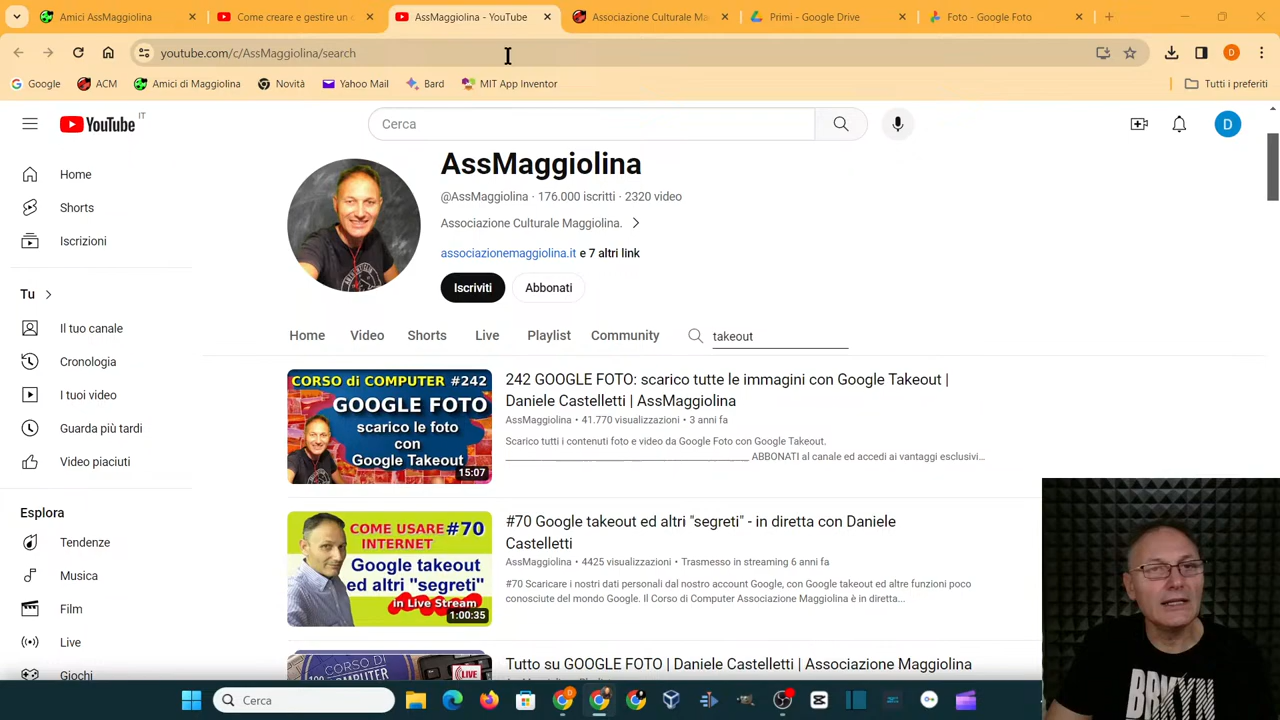 Amici AssMaggiolina
Come creare e gestire un c
AssMaggiolina - YouTube
Associazione Culturale Ma
Primi - Google Drive
Foto - Google Foto
youtube.com/c/AssMaggiolina/search
D
Google
ACM
Amici di Maggiolina
Novità
Yahoo Mail
Bard
MIT App Inventor
Tutti i preferiti
YouTube
IT
Cerca
D
Home
Shorts
Iscrizioni
Tu
Il tuo canale
Cronologia
I tuoi video
Guarda più tardi
Video piaciuti
Esplora
Tendenze
Musica
Film
Live
Giochi
AssMaggiolina
@AssMaggiolina · 176.000 iscritti · 2320 video
Associazione Culturale Maggiolina.
associazionemaggiolina.it e 7 altri link
Iscriviti
Abbonati
Home
Video
Shorts
Live
Playlist
Community
takeout
CORSO di COMPUTER #242
GOOGLE FOTO
scarico le foto
con
Google Takeout
15:07
242 GOOGLE FOTO: scarico tutte le immagini con Google Takeout |
Daniele Castelletti | AssMaggiolina
AssMaggiolina • 41.770 visualizzazioni • 3 anni fa
Scarico tutti i contenuti foto e video da Google Foto con Google Takeout.
ABBONATI al canale ed accedi ai vantaggi esclusivi...
COME USARE #70
INTERNET
Google takeout
ed altri "segreti"
in Live Stream
1:00:35
#70 Google takeout ed altri "segreti" - in diretta con Daniele
Castelletti
AssMaggiolina • 4425 visualizzazioni • Trasmesso in streaming 6 anni fa
#70 Scaricare i nostri dati personali dal nostro account Google, con Google takeout ed altre funzioni poco
conosciute del mondo Google. Il Corso di Computer Associazione Maggiolina è in diretta...
CORSO DI
COMPUTER
LIVE
Tutto su GOOGLE FOTO | Daniele Castelletti | Associazione Maggiolina
Cerca